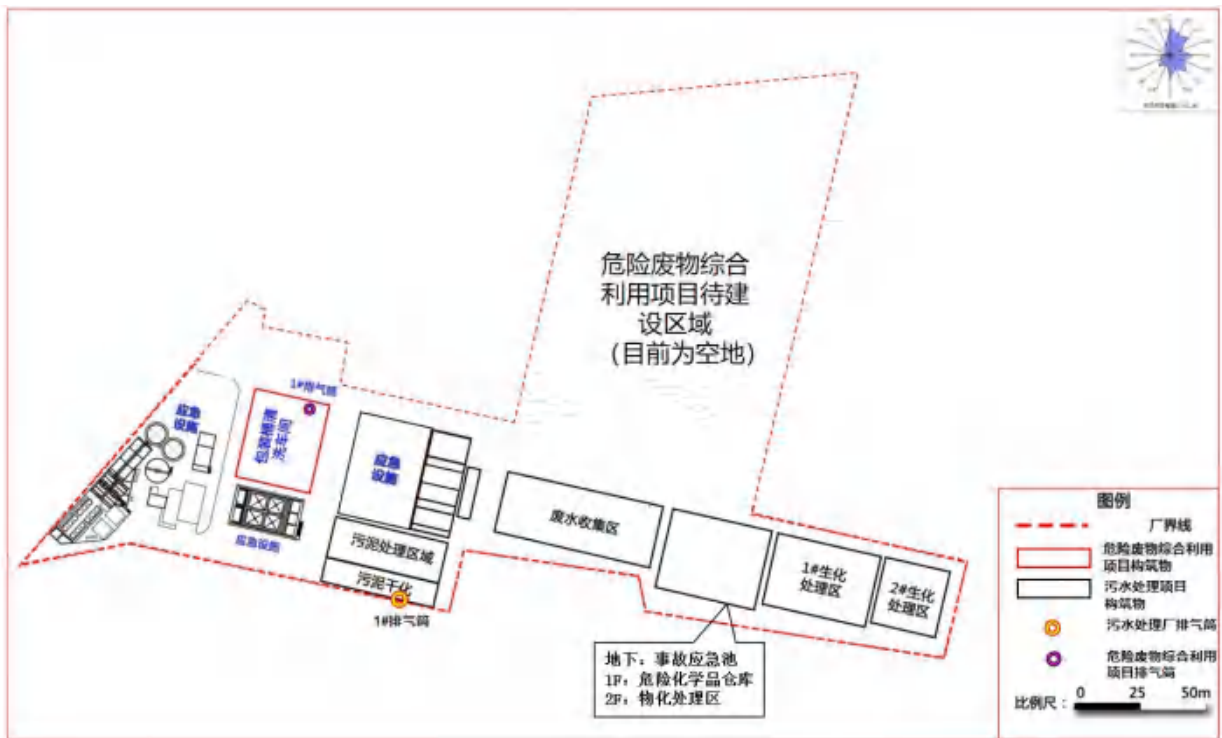 危险废物综合
利用项目待建
设区域
(目前为空地)
1#排气筒
应急
设施
包装桶清
洗车间
应急
设施
应急设施
废水收集区
污泥处理区域
污泥干化
1#排气筒
1#生化
处理区
2#生化
处理区
地下：事故应急池
1F：危险化学品仓库
2F：物化处理区
图例
厂界线
危险废物综合利用
项目构筑物
污水处理项目
构筑物
污水处理厂排气筒
危险废物综合利用
项目排气筒
比例尺：
0 25 50m